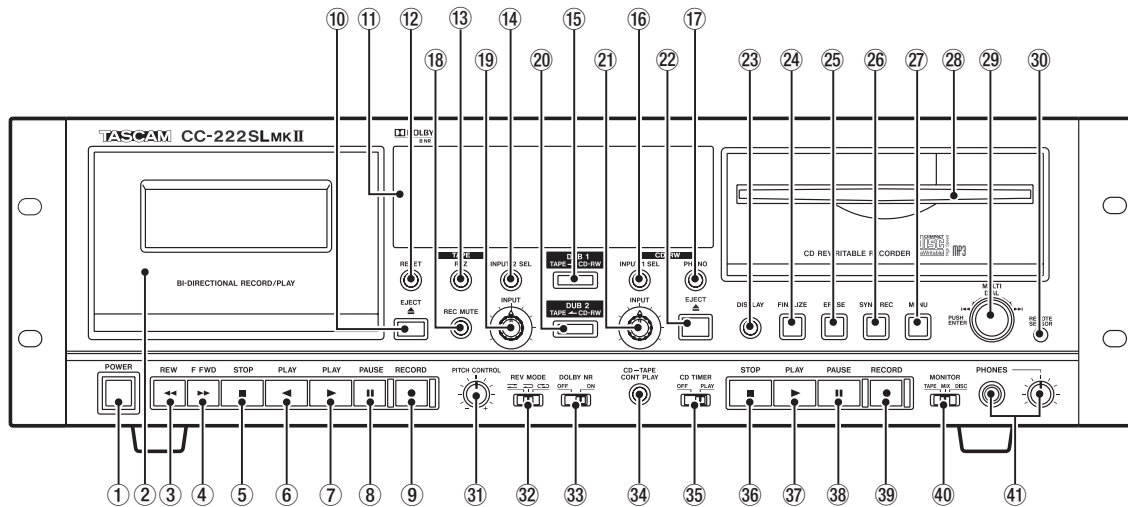 ⑩ ⑪ ⑫ ⑬ ⑭ ⑮ ⑯ ⑰
⑱ ⑲ ⑳ ㉑ ㉒ ㉓ ㉔ ㉕ ㉖ ㉗ ㉘ ㉙ ㉚
TASCAM CC-222SLMKII
DOLBY
B NR
BI-DIRECTIONAL RECORD/PLAY
CD REWRITABLE RECORDER
COMPACT
disc
ReWritable
High Speed
MP3
TAPE
CD RW
RESET
RTZ
INPUT 2 SEL
DUB 1
TAPE CD-RW
INPUT 1 SEL
PHONO
EJECT
REC MUTE
INPUT
DUB 2
TAPE CD-RW
INPUT
EJECT
DISPLAY
FINALIZE
ERASE
SYNC REC
MENU
MULTI
DIAL
PUSH
ENTER
REMOTE
SENSOR
POWER
REW
F FWD
STOP
PLAY
PLAY
PAUSE
RECORD
PITCH CONTROL
− +
REV MODE
DOLBY NR
OFF ON
CD–TAPE
CONT PLAY
CD TIMER
OFF PLAY
STOP
PLAY
PAUSE
RECORD
MONITOR
TAPE MIX DISC
PHONES
① ② ③ ④ ⑤ ⑥ ⑦ ⑧ ⑨ ㉛ ㉜ ㉝ ㉞ ㉟ ㊱ ㊲ ㊳ ㊴ ㊵ ㊶